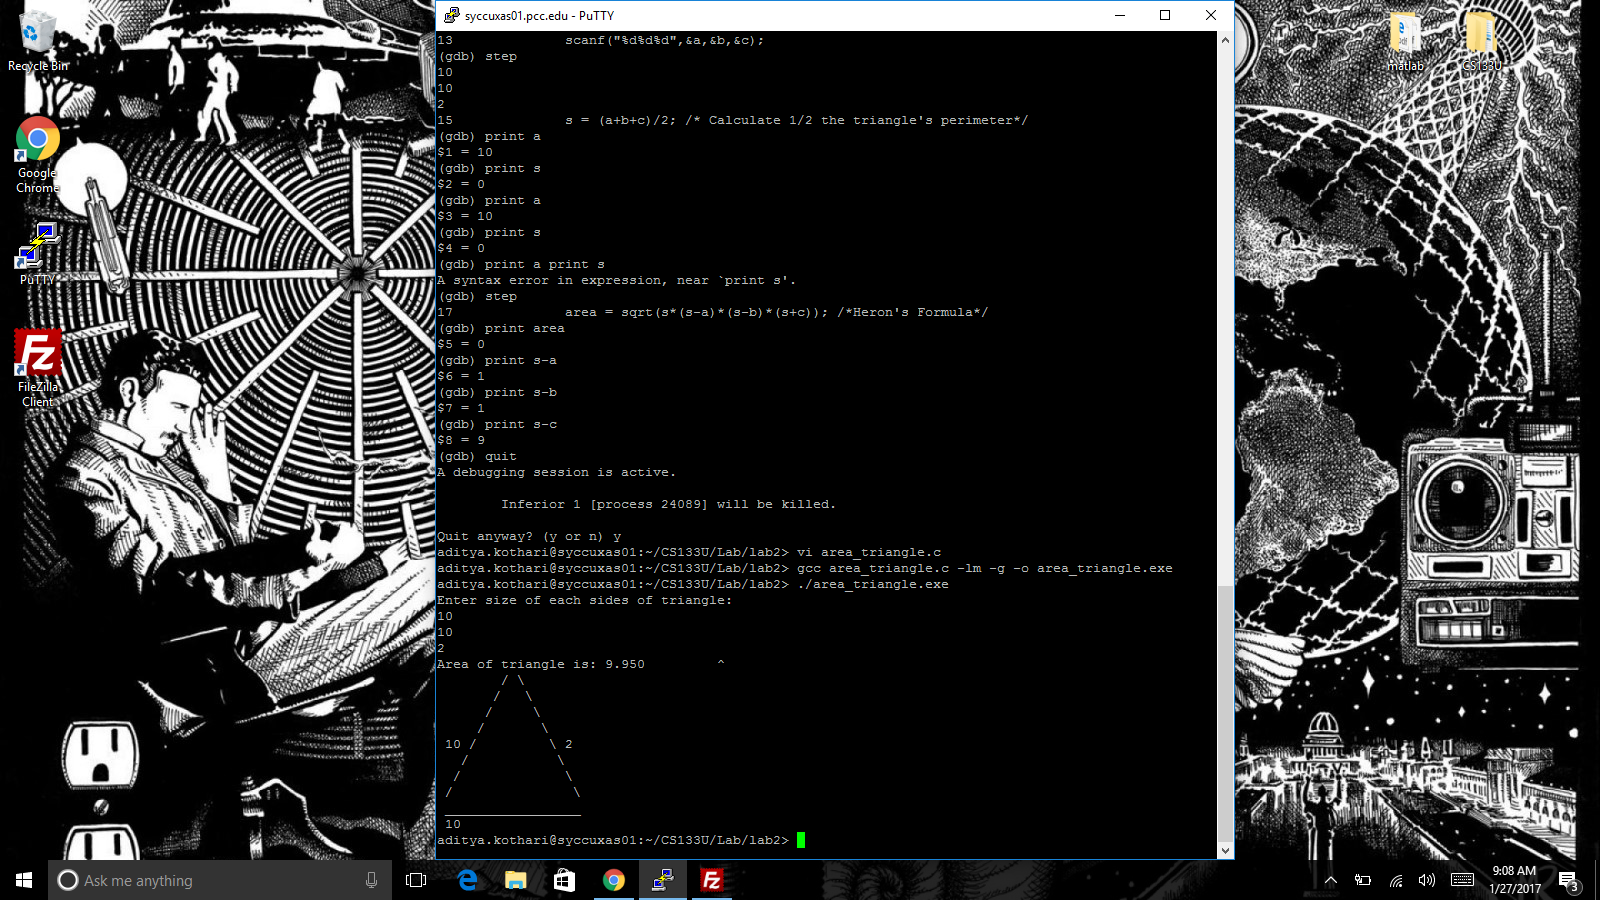 syccuxas01.pcc.edu - PuTTY
Recycle Bin
Google
Chrome
PuTTY
FileZilla
Client
matlab
CS133U
13 scanf("%d%d%d",&a,&b,&c);
(gdb) step
10
10
2
15 s = (a+b+c)/2; /* Calculate 1/2 the triangle's perimeter*/
(gdb) print a
$1 = 10
(gdb) print s
$2 = 0
(gdb) print a
$3 = 10
(gdb) print s
$4 = 0
(gdb) print a print s
A syntax error in expression, near `print s'.
(gdb) step
17 area = sqrt(s*(s-a)*(s-b)*(s+c)); /*Heron's Formula*/
(gdb) print area
$5 = 0
(gdb) print s-a
$6 = 1
(gdb) print s-b
$7 = 1
(gdb) print s-c
$8 = 9
(gdb) quit
A debugging session is active.
Inferior 1 [process 24089] will be killed.
Quit anyway? (y or n) y
aditya.kothari@syccuxas01:~/CS133U/Lab/lab2> vi area_triangle.c
aditya.kothari@syccuxas01:~/CS133U/Lab/lab2> gcc area_triangle.c -lm -g -o area_triangle.exe
aditya.kothari@syccuxas01:~/CS133U/Lab/lab2> ./area_triangle.exe
Enter size of each sides of triangle:
10
10
2
Area of triangle is: 9.950 ^
/ \
/ \
/ \
/ \
10 / \ 2
/ \
/ \
/ \
_________________
10
aditya.kothari@syccuxas01:~/CS133U/Lab/lab2>
Ask me anything
9:08 AM
1/27/2017
3